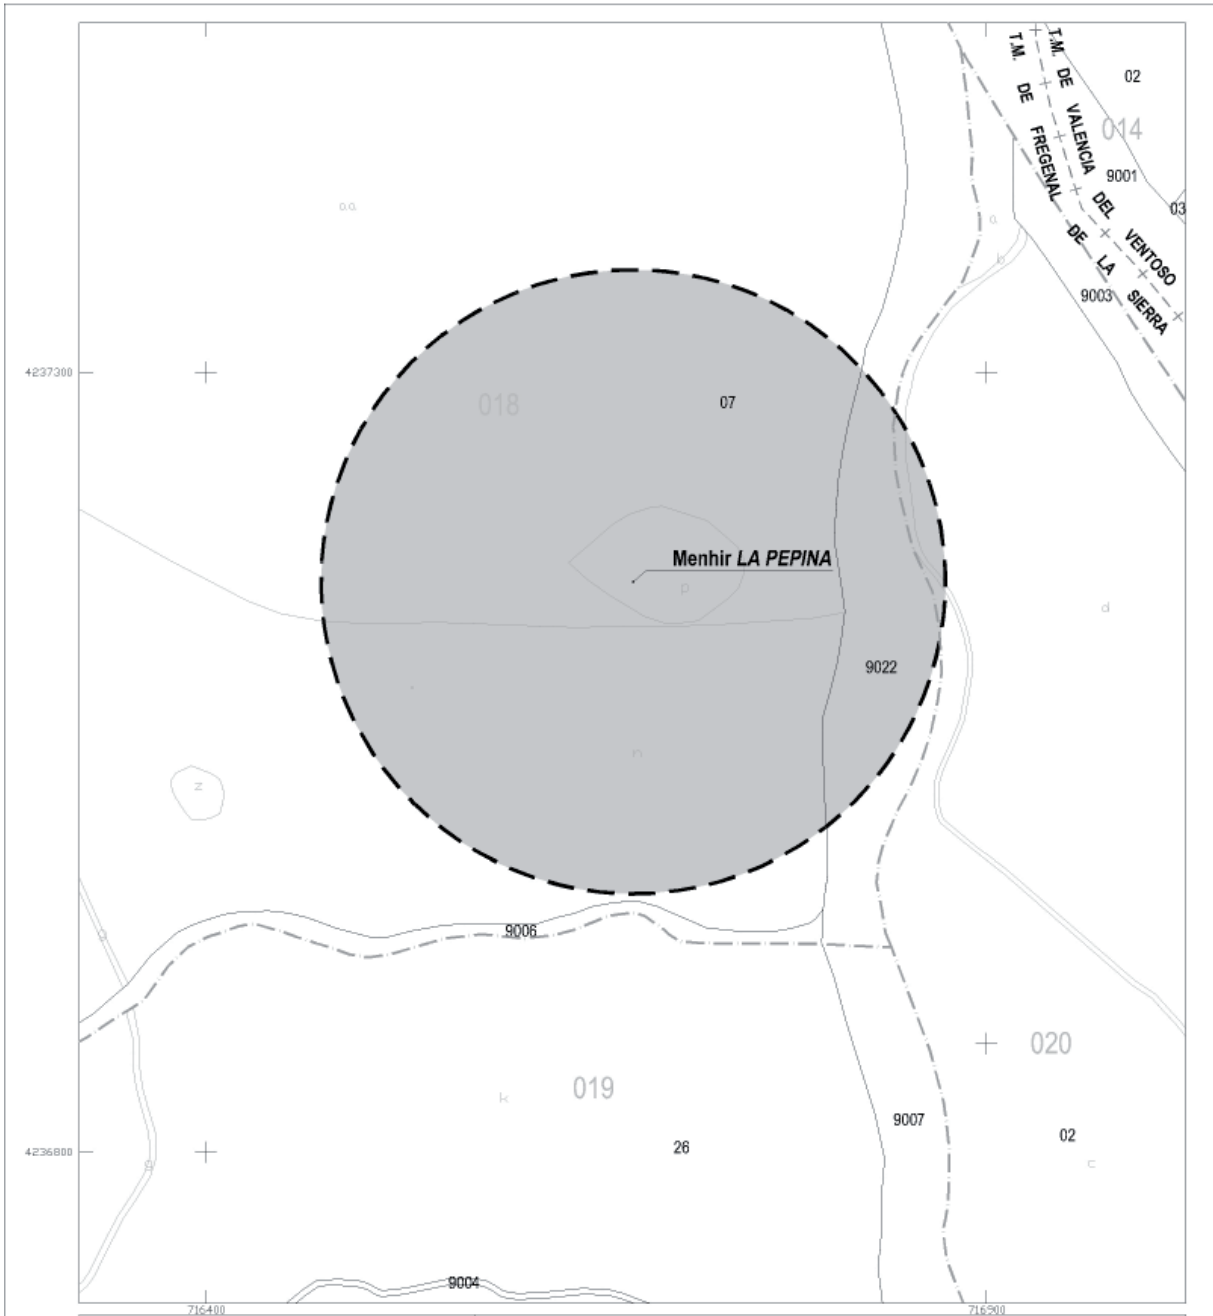 T.M. DE VALENCIA DEL VENTOSO
T.M. DE FREGENAL DE LA SIERRA
02
014
9001
03
aa
a
b
9003
4237300
018
07
Menhir LA PEPINA
p
d
9022
n
z
9006
g
020
019
k
9007
02
26
4236800
g
c
9004
716400
716900